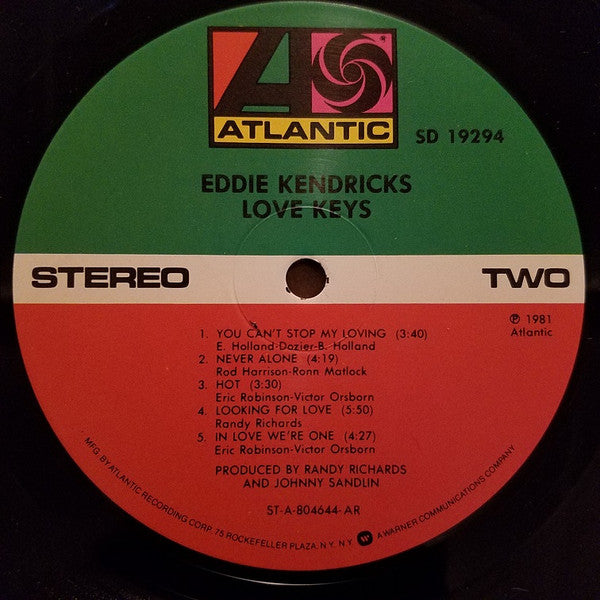 A
ATLANTIC
SD 19294
EDDIE KENDRICKS
LOVE KEYS
STEREO
TWO
℗ 1981
Atlantic
1. YOU CAN'T STOP MY LOVING (3:40)
E. Holland-Dozier-B. Holland
2. NEVER ALONE (4:19)
Rod Harrison-Ronn Matlock
3. HOT (3:30)
Eric Robinson-Victor Orsborn
4. LOOKING FOR LOVE (5:50)
Randy Richards
5. IN LOVE WE'RE ONE (4:27)
Eric Robinson-Victor Orsborn
PRODUCED BY RANDY RICHARDS
AND JOHNNY SANDLIN
ST-A-804644-AR
MFG. BY ATLANTIC RECORDING CORP. 75 ROCKEFELLER PLAZA, N.Y. N.Y. W A WARNER COMMUNICATIONS COMPANY